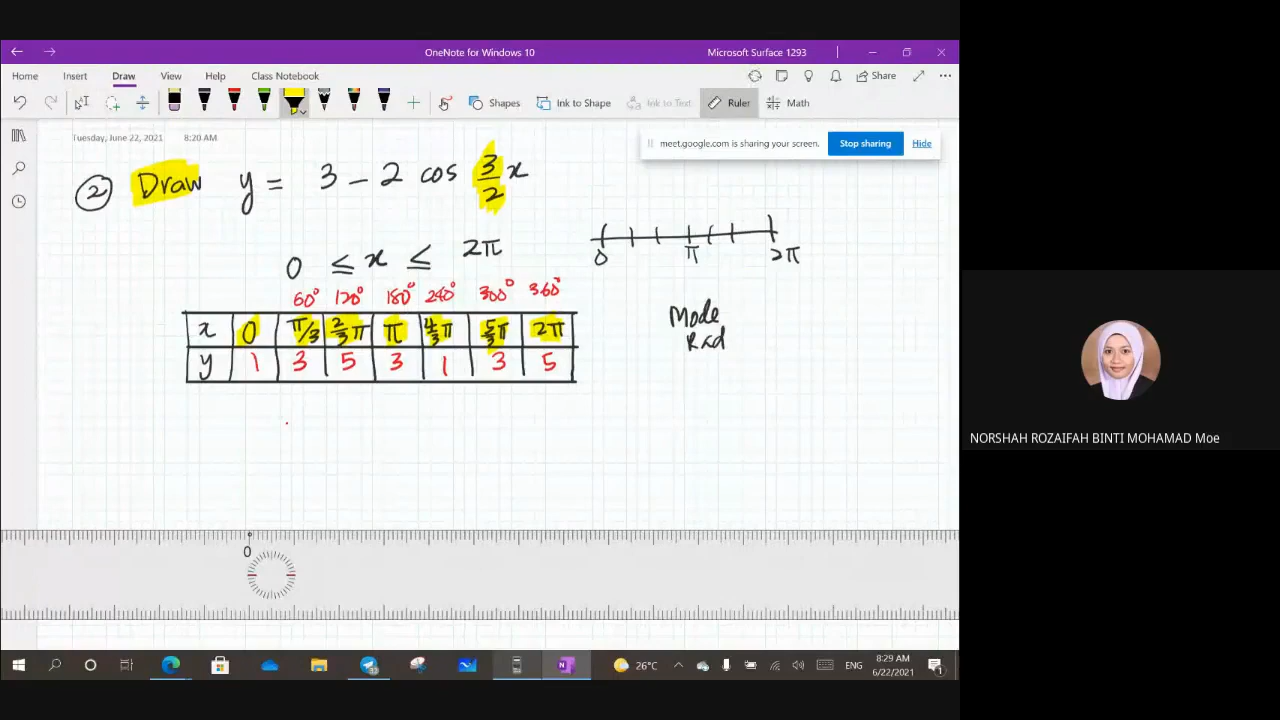 OneNote for Windows 10
Microsoft Surface 1293
Home Insert Draw View Help Class Notebook
Share
Shapes Ink to Shape Ink to Text Ruler Math
Tuesday, June 22, 2021 8:20 AM
meet.google.com is sharing your screen. Stop sharing Hide
② Draw y = 3 - 2 cos 3/2 x
0 ≤ x ≤ 2π
0 π 2π
60° 120° 180° 240° 300° 360°
x 0 π/3 2/3 π π 4/3 π 5/3 π 2π
y 1 3 5 3 1 3 5
Mode
Rad
NORSHAH ROZAIFAH BINTI MOHAMAD Moe
0
26°C
ENG
8:29 AM
6/22/2021
1